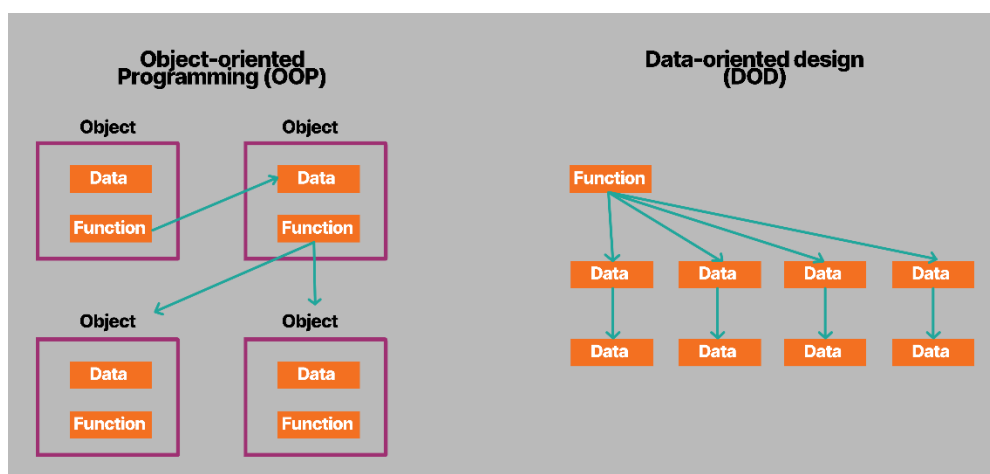 Object-oriented
Programming (OOP)
Object
Object
Data
Data
Function
Function
Object
Object
Data
Data
Function
Function
Data-oriented design
(DOD)
Function
Data
Data
Data
Data
Data
Data
Data
Data